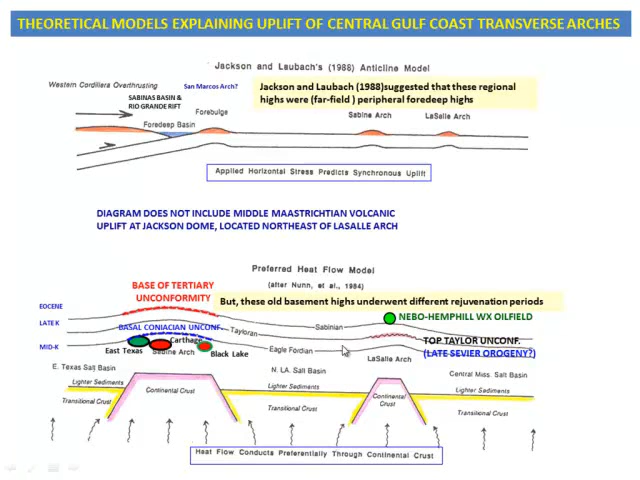 THEORETICAL MODELS EXPLAINING UPLIFT OF CENTRAL GULF COAST TRANSVERSE ARCHES
Jackson and Laubach's (1988) Anticline Model
Western Cordillera Overthrusting
San Marcos Arch?
Jackson and Laubach (1988)suggested that these regional
highs were (far-field ) peripheral foredeep highs
SABINAS BASIN &
RIO GRANDE RIFT
Forebulge
Foredeep Basin
Sabine Arch
LaSalle Arch
Applied Horizontal Stress Predicts Synchronous Uplift
DIAGRAM DOES NOT INCLUDE MIDDLE MAASTRICHTIAN VOLCANIC
UPLIFT AT JACKSON DOME, LOCATED NORTHEAST OF LASALLE ARCH
Preferred Heat Flow Model
(after Nunn, et al., 1984)
BASE OF TERTIARY
UNCONFORMITY
But, these old basement highs underwent different rejuvenation periods
EOCENE
NEBO-HEMPHILL WX OILFIELD
LATE K
BASAL CONIACIAN UNCONF.
Tayloran
Sabinian
Carthage
TOP TAYLOR UNCONF.
MID-K
East Texas
Sabine Arch
Black Lake
Eagle Fordian
LaSalle Arch
(LATE SEVIER OROGENY?)
E. Texas Salt Basin
N. LA. Salt Basin
Central Miss. Salt Basin
Lighter Sediments
Continental
Crust
Lighter Sediments
Continental
Crust
Lighter Sediments
Transitional Crust
Transitional Crust
Transitional Crust
Heat Flow Conducts Preferentially Through Continental Crust